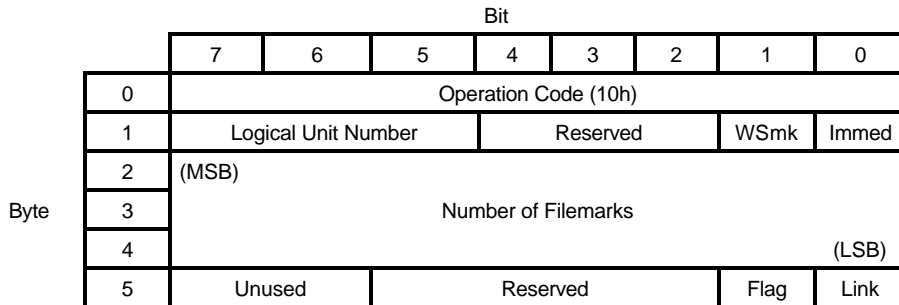 Bit
7 6 5 4 3 2 1 0
0 Operation Code (10h)
1 Logical Unit Number Reserved WSmk Immed
2 (MSB)
Byte 3 Number of Filemarks
4 (LSB)
5 Unused Reserved Flag Link